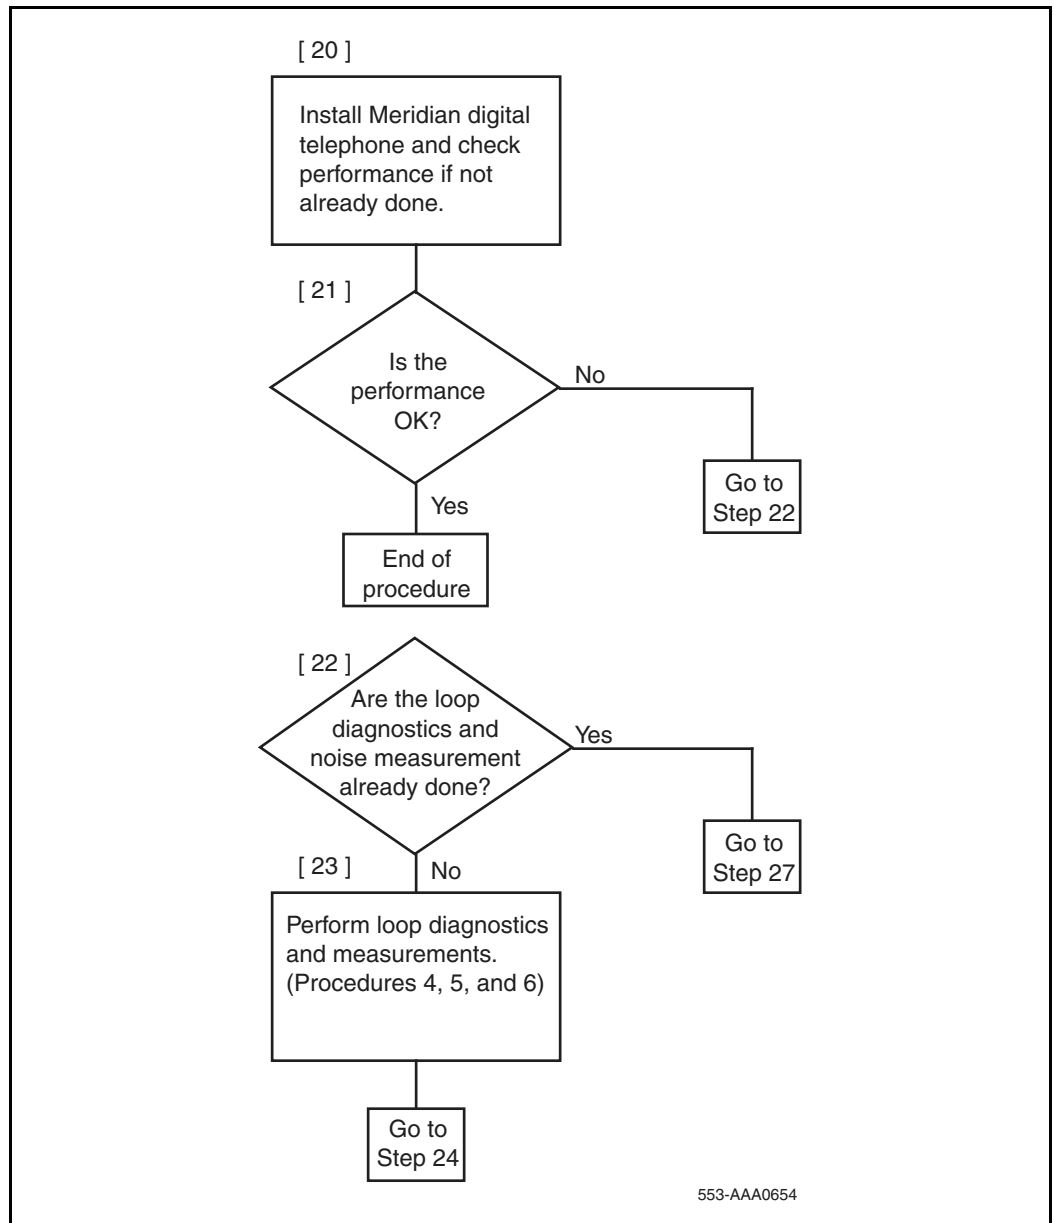 [ 20 ]
Install Meridian digital
telephone and check
performance if not
already done.
[ 21 ]
Is the
performance
OK?
No
Go to
Step 22
Yes
End of
procedure
[ 22 ]
Are the loop
diagnostics and
noise measurement
already done?
Yes
Go to
Step 27
[ 23 ]
No
Perform loop diagnostics
and measurements.
(Procedures 4, 5, and 6)
Go to
Step 24
553-AAA0654